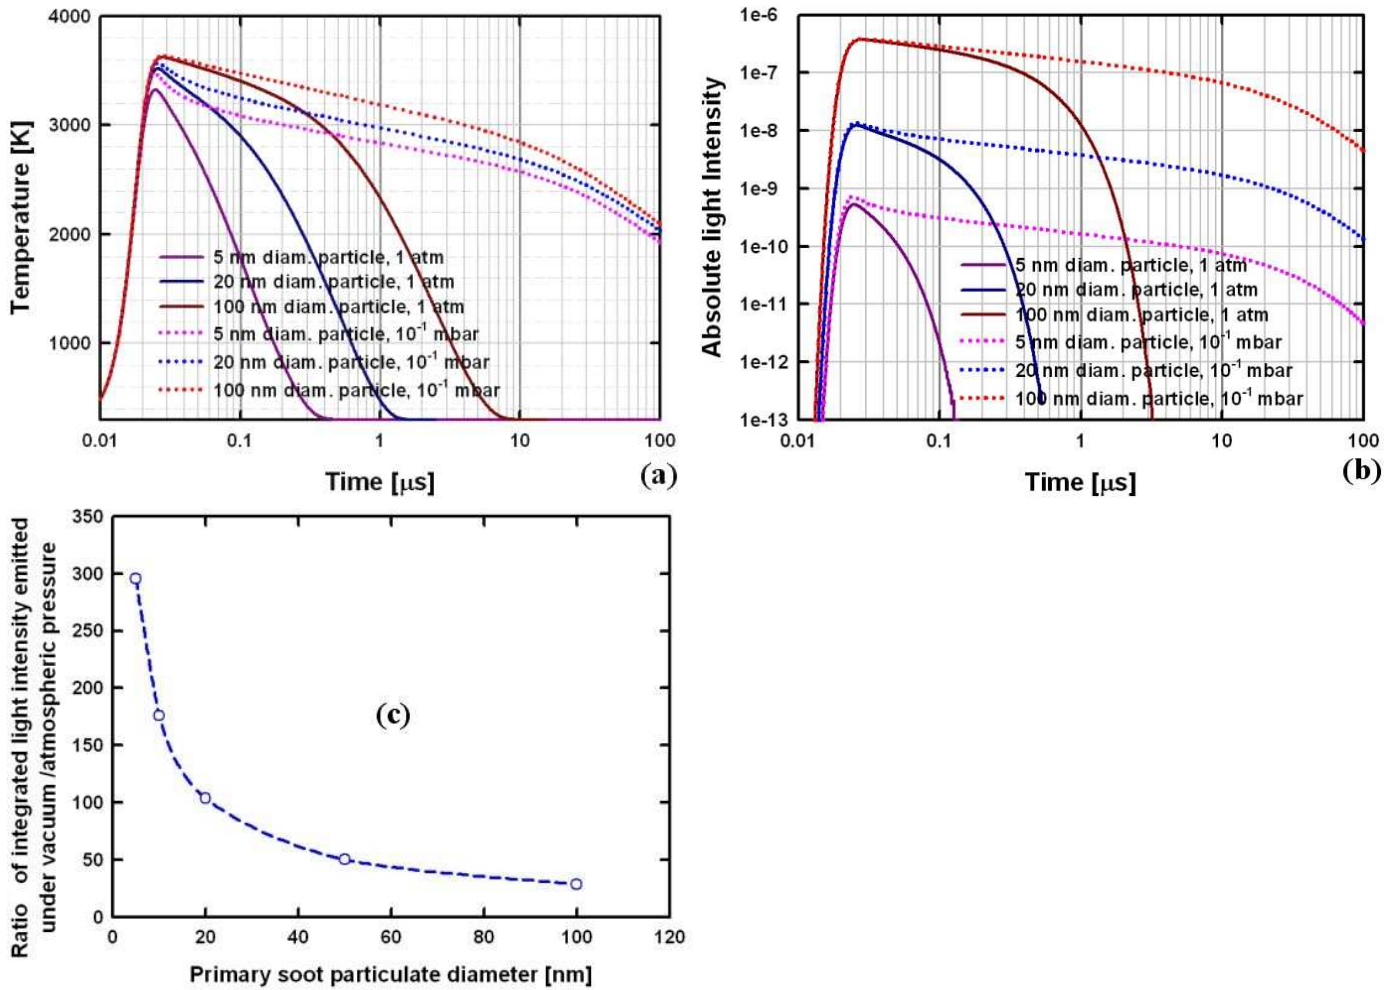 4000
3000
2000
1000
Temperature [K]
5 nm diam. particle, 1 atm
20 nm diam. particle, 1 atm
100 nm diam. particle, 1 atm
5 nm diam. particle, 10⁻¹ mbar
20 nm diam. particle, 10⁻¹ mbar
100 nm diam. particle, 10⁻¹ mbar
0.01 0.1 1 10 100
Time [μs]
(a)
1e-6
1e-7
1e-8
1e-9
1e-10
1e-11
1e-12
1e-13
Absolute light Intensity
5 nm diam. particle, 1 atm
20 nm diam. particle, 1 atm
100 nm diam. particle, 1 atm
5 nm diam. particle, 10⁻¹ mbar
20 nm diam. particle, 10⁻¹ mbar
100 nm diam. particle, 10⁻¹ mbar
0.01 0.1 1 10 100
Time [μs]
(b)
350
300
250
200
150
100
50
0
Ratio of integrated light intensity emitted
under vacuum /atmospheric pressure
(c)
0 20 40 60 80 100 120
Primary soot particulate diameter [nm]